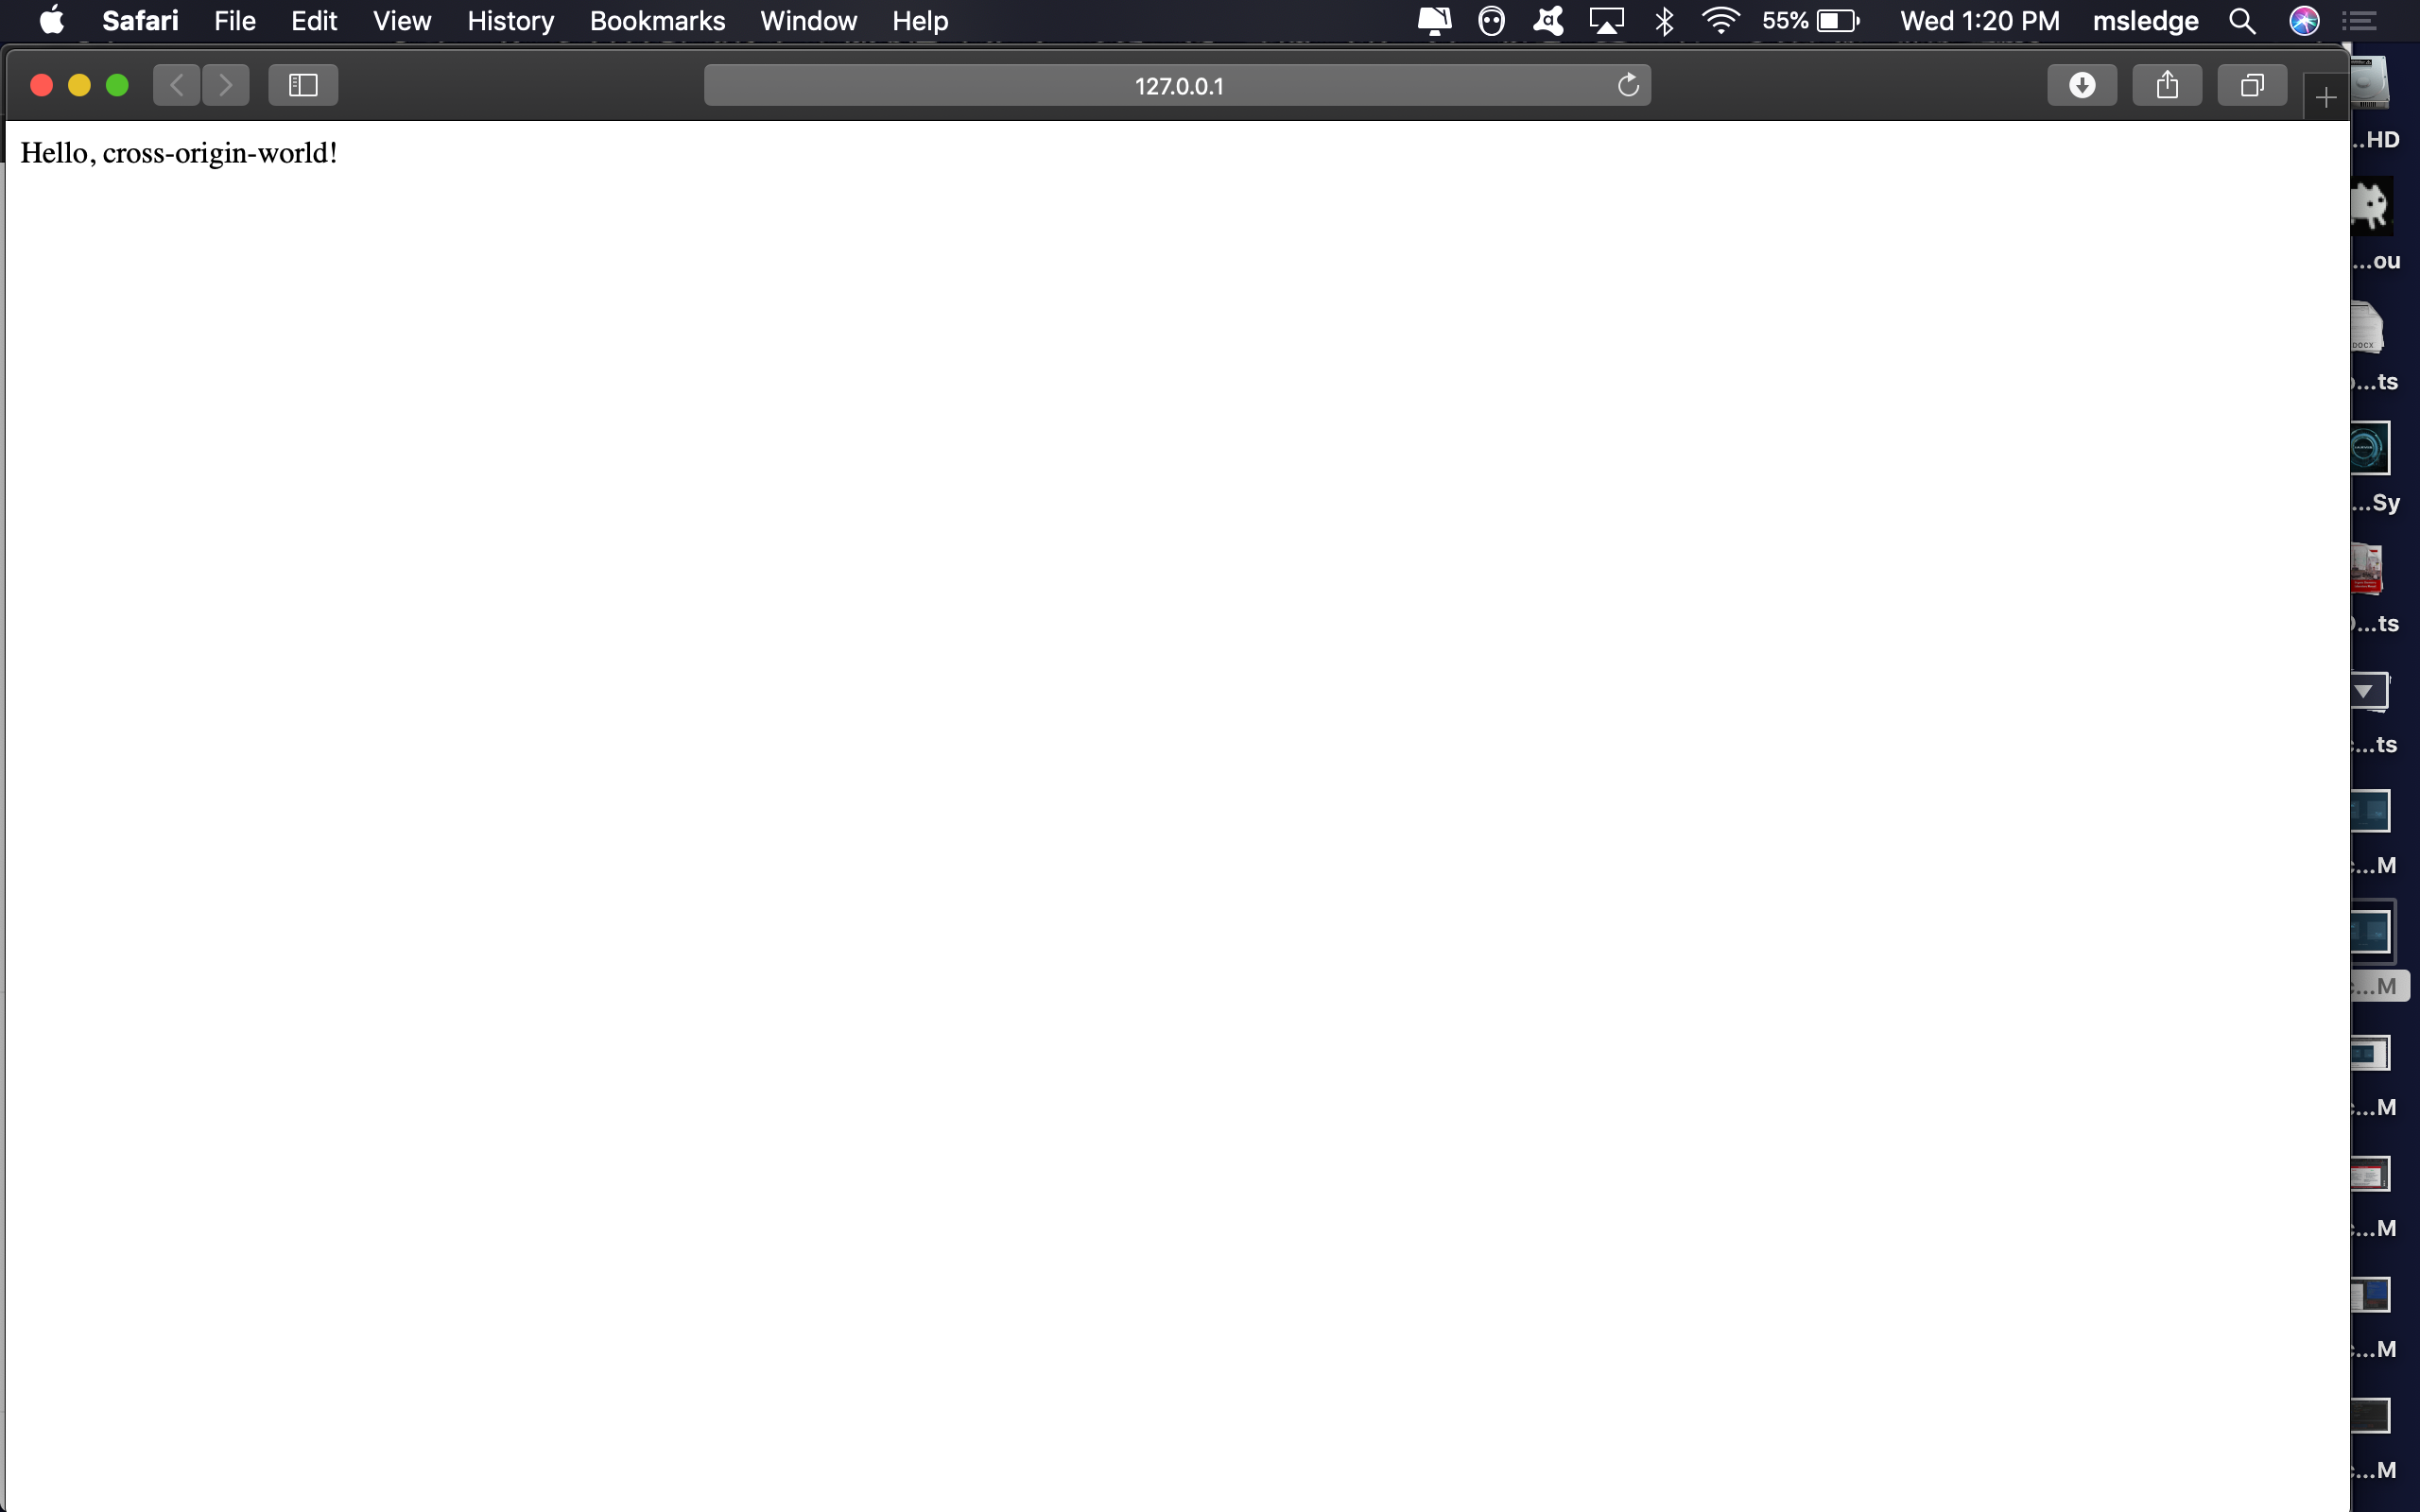 Safari File Edit View History Bookmarks Window Help 55% Wed 1:20 PM msledge
127.0.0.1
Hello, cross-origin-world!
...HD
...ou
DOCX
...ts
...Sy
...ts
...ts
...M
...M
...M
...M
...M
...M